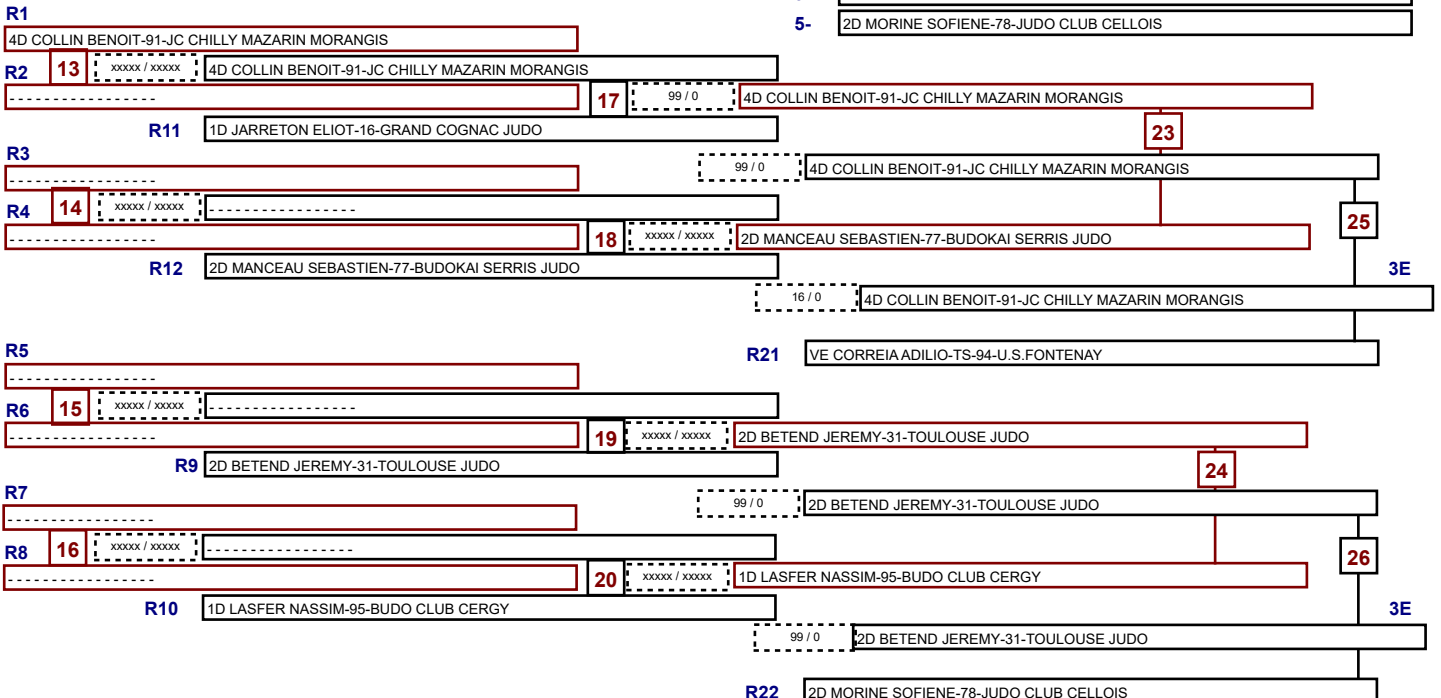 R1
5- 2D MORINE SOFIENE-78-JUDO CLUB CELLOIS
4D COLLIN BENOIT-91-JC CHILLY MAZARIN MORANGIS
R2 13 xxxxx / xxxxx 4D COLLIN BENOIT-91-JC CHILLY MAZARIN MORANGIS
- - - - - - - - - - - - - - - - 17 99 / 0 4D COLLIN BENOIT-91-JC CHILLY MAZARIN MORANGIS
R11 1D JARRETON ELIOT-16-GRAND COGNAC JUDO 23
R3
99 / 0 4D COLLIN BENOIT-91-JC CHILLY MAZARIN MORANGIS
- - - - - - - - - - - - - - - -
R4 14 xxxxx / xxxxx - - - - - - - - - - - - - - - -
25
- - - - - - - - - - - - - - - - 18 xxxxx / xxxxx 2D MANCEAU SEBASTIEN-77-BUDOKAI SERRIS JUDO
R12 2D MANCEAU SEBASTIEN-77-BUDOKAI SERRIS JUDO 3E
16 / 0 4D COLLIN BENOIT-91-JC CHILLY MAZARIN MORANGIS
R5
R21 VE CORREIA ADILIO-TS-94-U.S.FONTENAY
- - - - - - - - - - - - - - - -
R6 15 xxxxx / xxxxx - - - - - - - - - - - - - - - -
- - - - - - - - - - - - - - - - 19 xxxxx / xxxxx 2D BETEND JEREMY-31-TOULOUSE JUDO
R9 2D BETEND JEREMY-31-TOULOUSE JUDO 24
R7
99 / 0 2D BETEND JEREMY-31-TOULOUSE JUDO
- - - - - - - - - - - - - - - -
R8 16 xxxxx / xxxxx - - - - - - - - - - - - - - - - 26
- - - - - - - - - - - - - - - - 20 xxxxx / xxxxx 1D LASFER NASSIM-95-BUDO CLUB CERGY
R10 1D LASFER NASSIM-95-BUDO CLUB CERGY 3E
99 / 0 2D BETEND JEREMY-31-TOULOUSE JUDO
R22 2D MORINE SOFIENE-78-JUDO CLUB CELLOIS